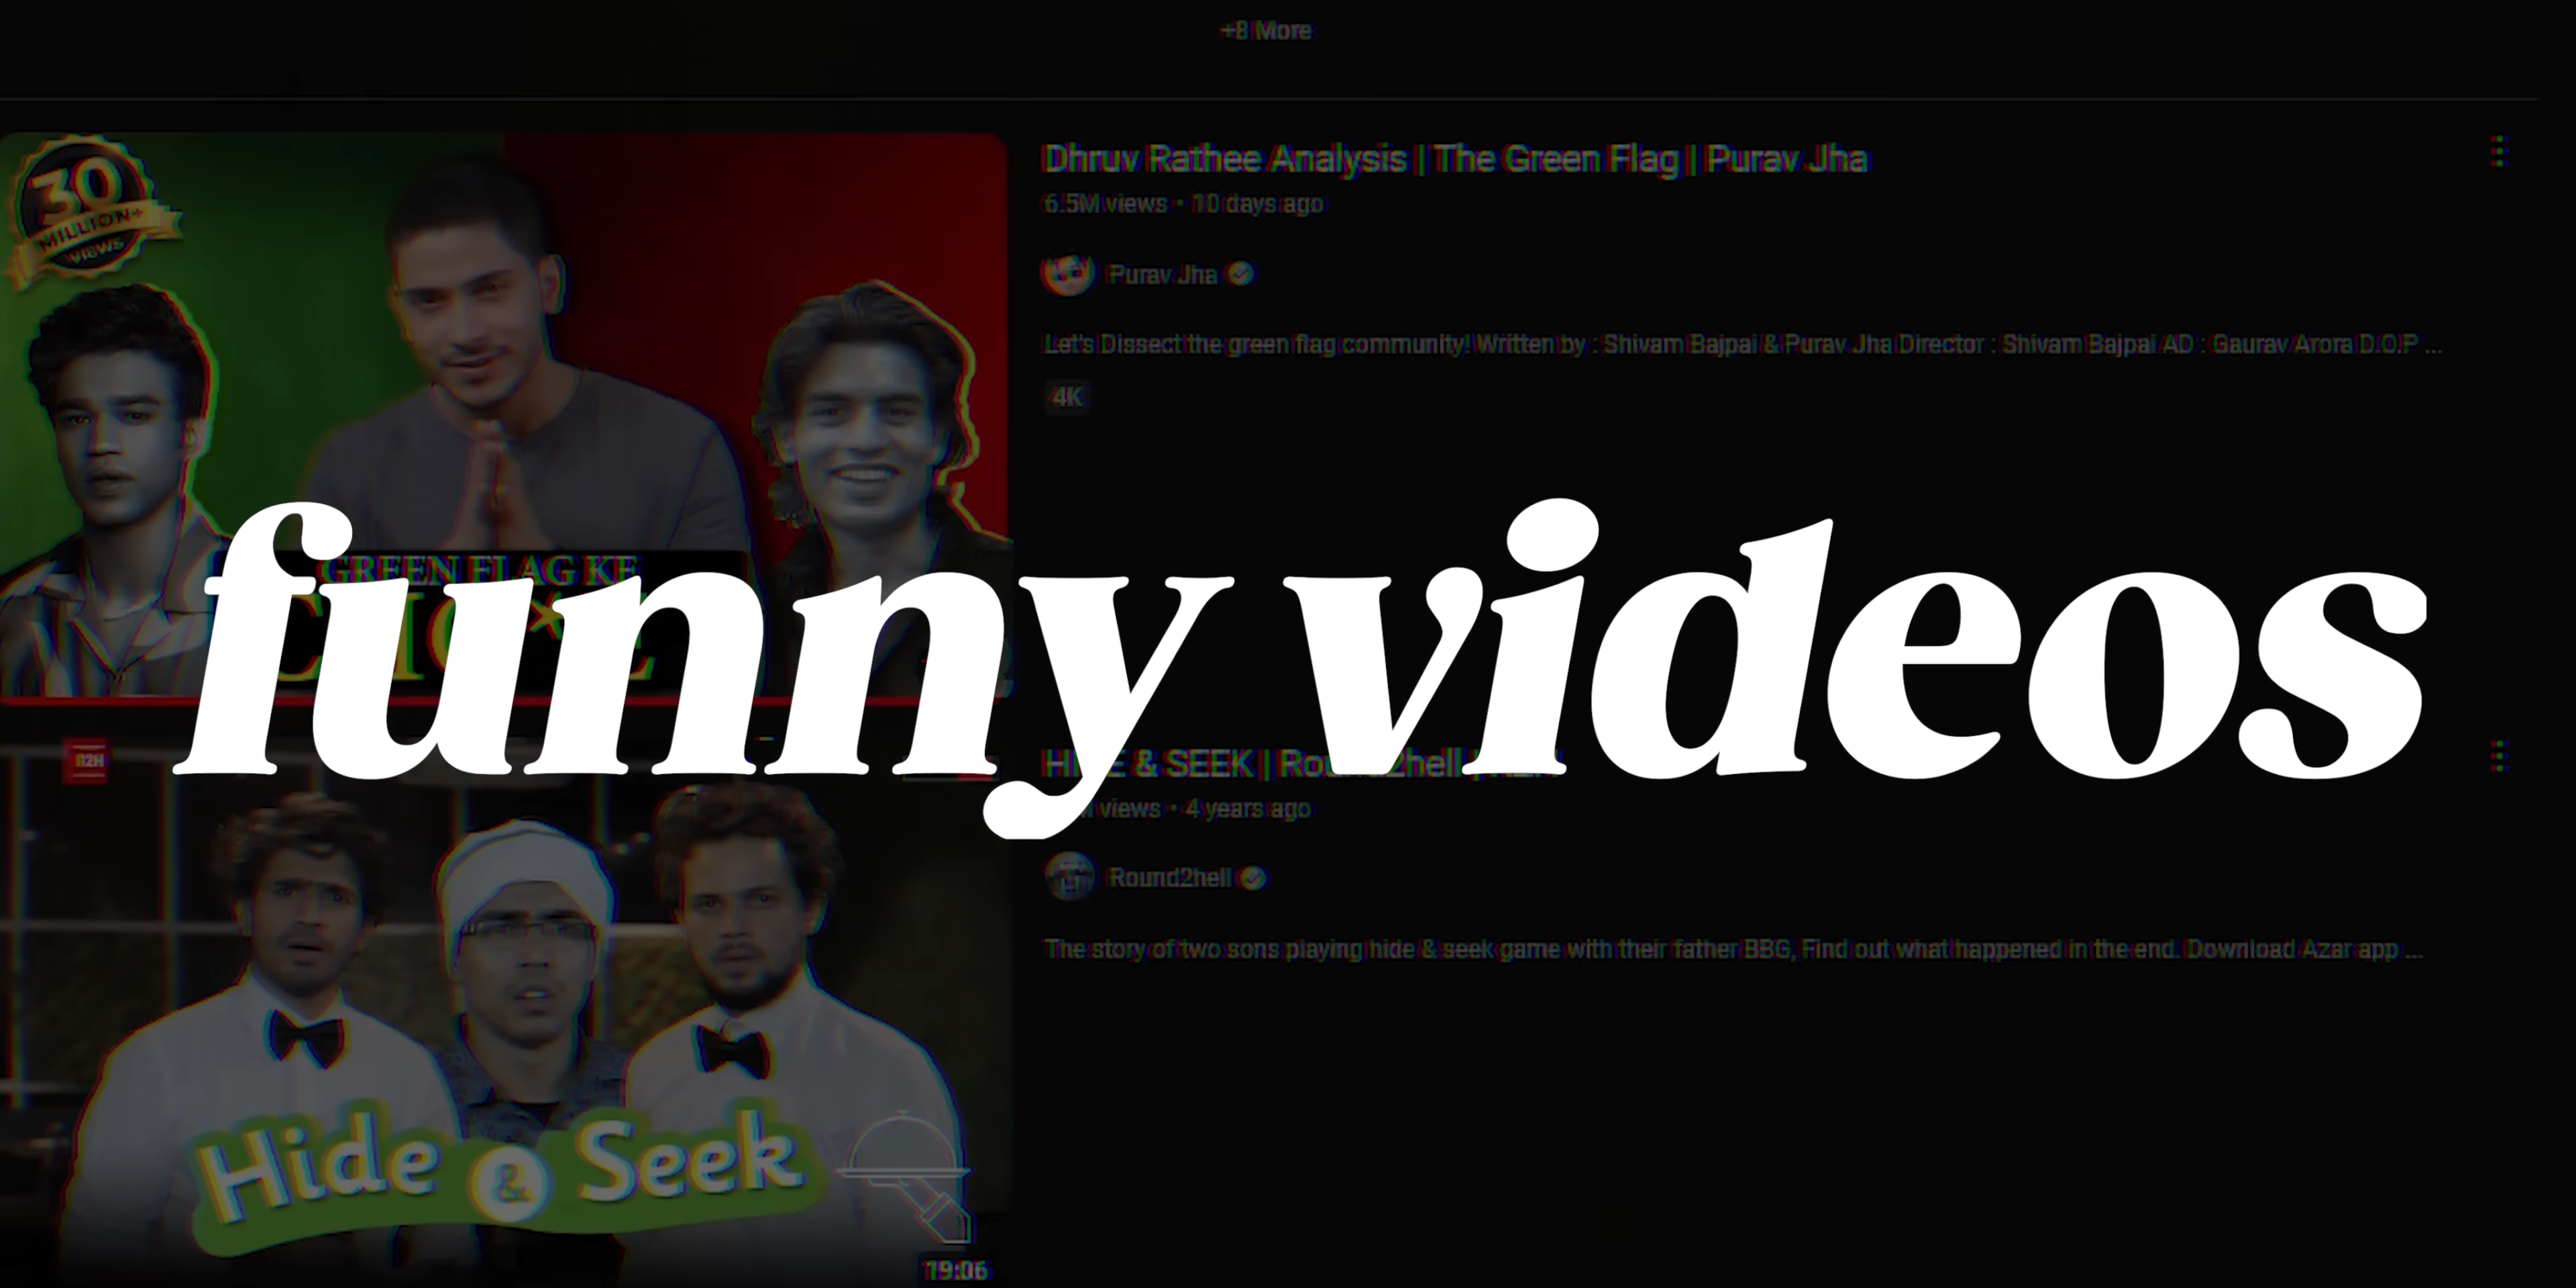 +8 More
30
MILLION+
VIEWS
Dhruv Rathee Analysis | The Green Flag | Purav Jha
6.5M views • 10 days ago
Purav Jha
Let's Dissect the green flag community! Written by : Shivam Bajpai & Purav Jha Director : Shivam Bajpai AD : Gaurav Arora D.O.P ...
4K
GREEN FLAG KE
funny videos
R2H
& SEEK |
views • 4 years ago
Round2hell
The story of two sons playing hide & seek game with their father BBG, Find out what happened in the end. Download Azar app ...
Hide & Seek
19:06